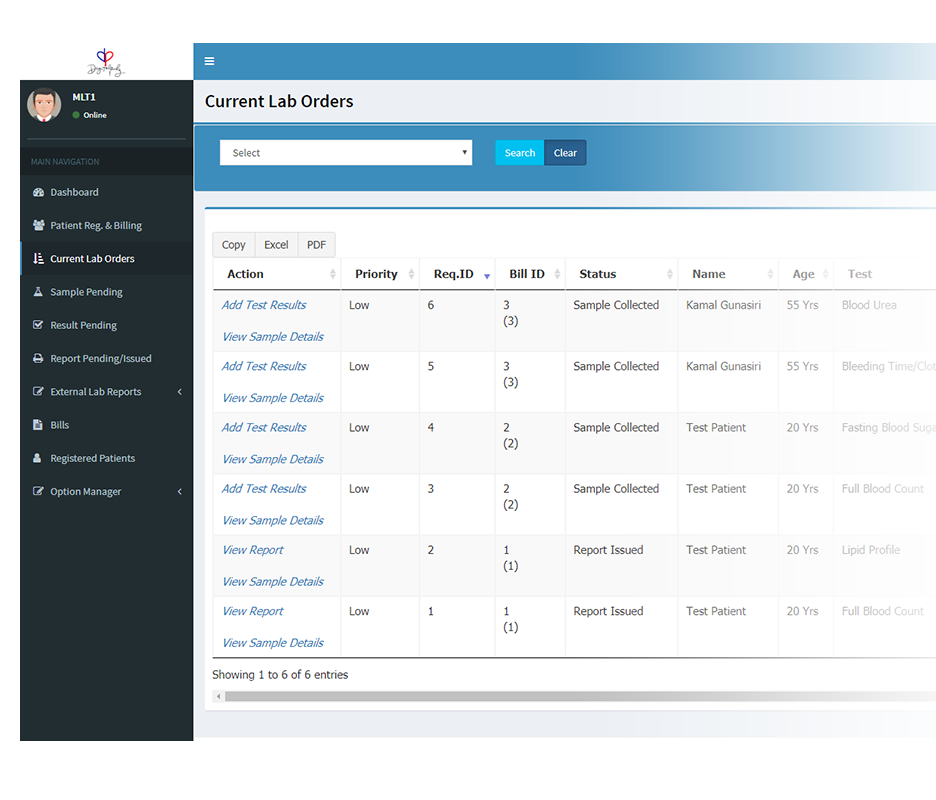 MLT1
Online
Current Lab Orders
MAIN NAVIGATION
Select
Search
Clear
Dashboard
Patient Reg. & Billing
Current Lab Orders
Sample Pending
Result Pending
Report Pending/Issued
External Lab Reports
Bills
Registered Patients
Option Manager
Copy Excel PDF
Action Priority Req.ID Bill ID Status Name Age Test
Add Test Results Low 6 3 Sample Collected Kamal Gunasiri 55 Yrs Blood Urea
(3)
View Sample Details
Add Test Results Low 5 3 Sample Collected Kamal Gunasiri 55 Yrs Bleeding Time/Clot
(3)
View Sample Details
Add Test Results Low 4 2 Sample Collected Test Patient 20 Yrs Fasting Blood Suga
(2)
View Sample Details
Add Test Results Low 3 2 Sample Collected Test Patient 20 Yrs Full Blood Count
(2)
View Sample Details
View Report Low 2 1 Report Issued Test Patient 20 Yrs Lipid Profile
(1)
View Sample Details
View Report Low 1 1 Report Issued Test Patient 20 Yrs Full Blood Count
(1)
View Sample Details
Showing 1 to 6 of 6 entries